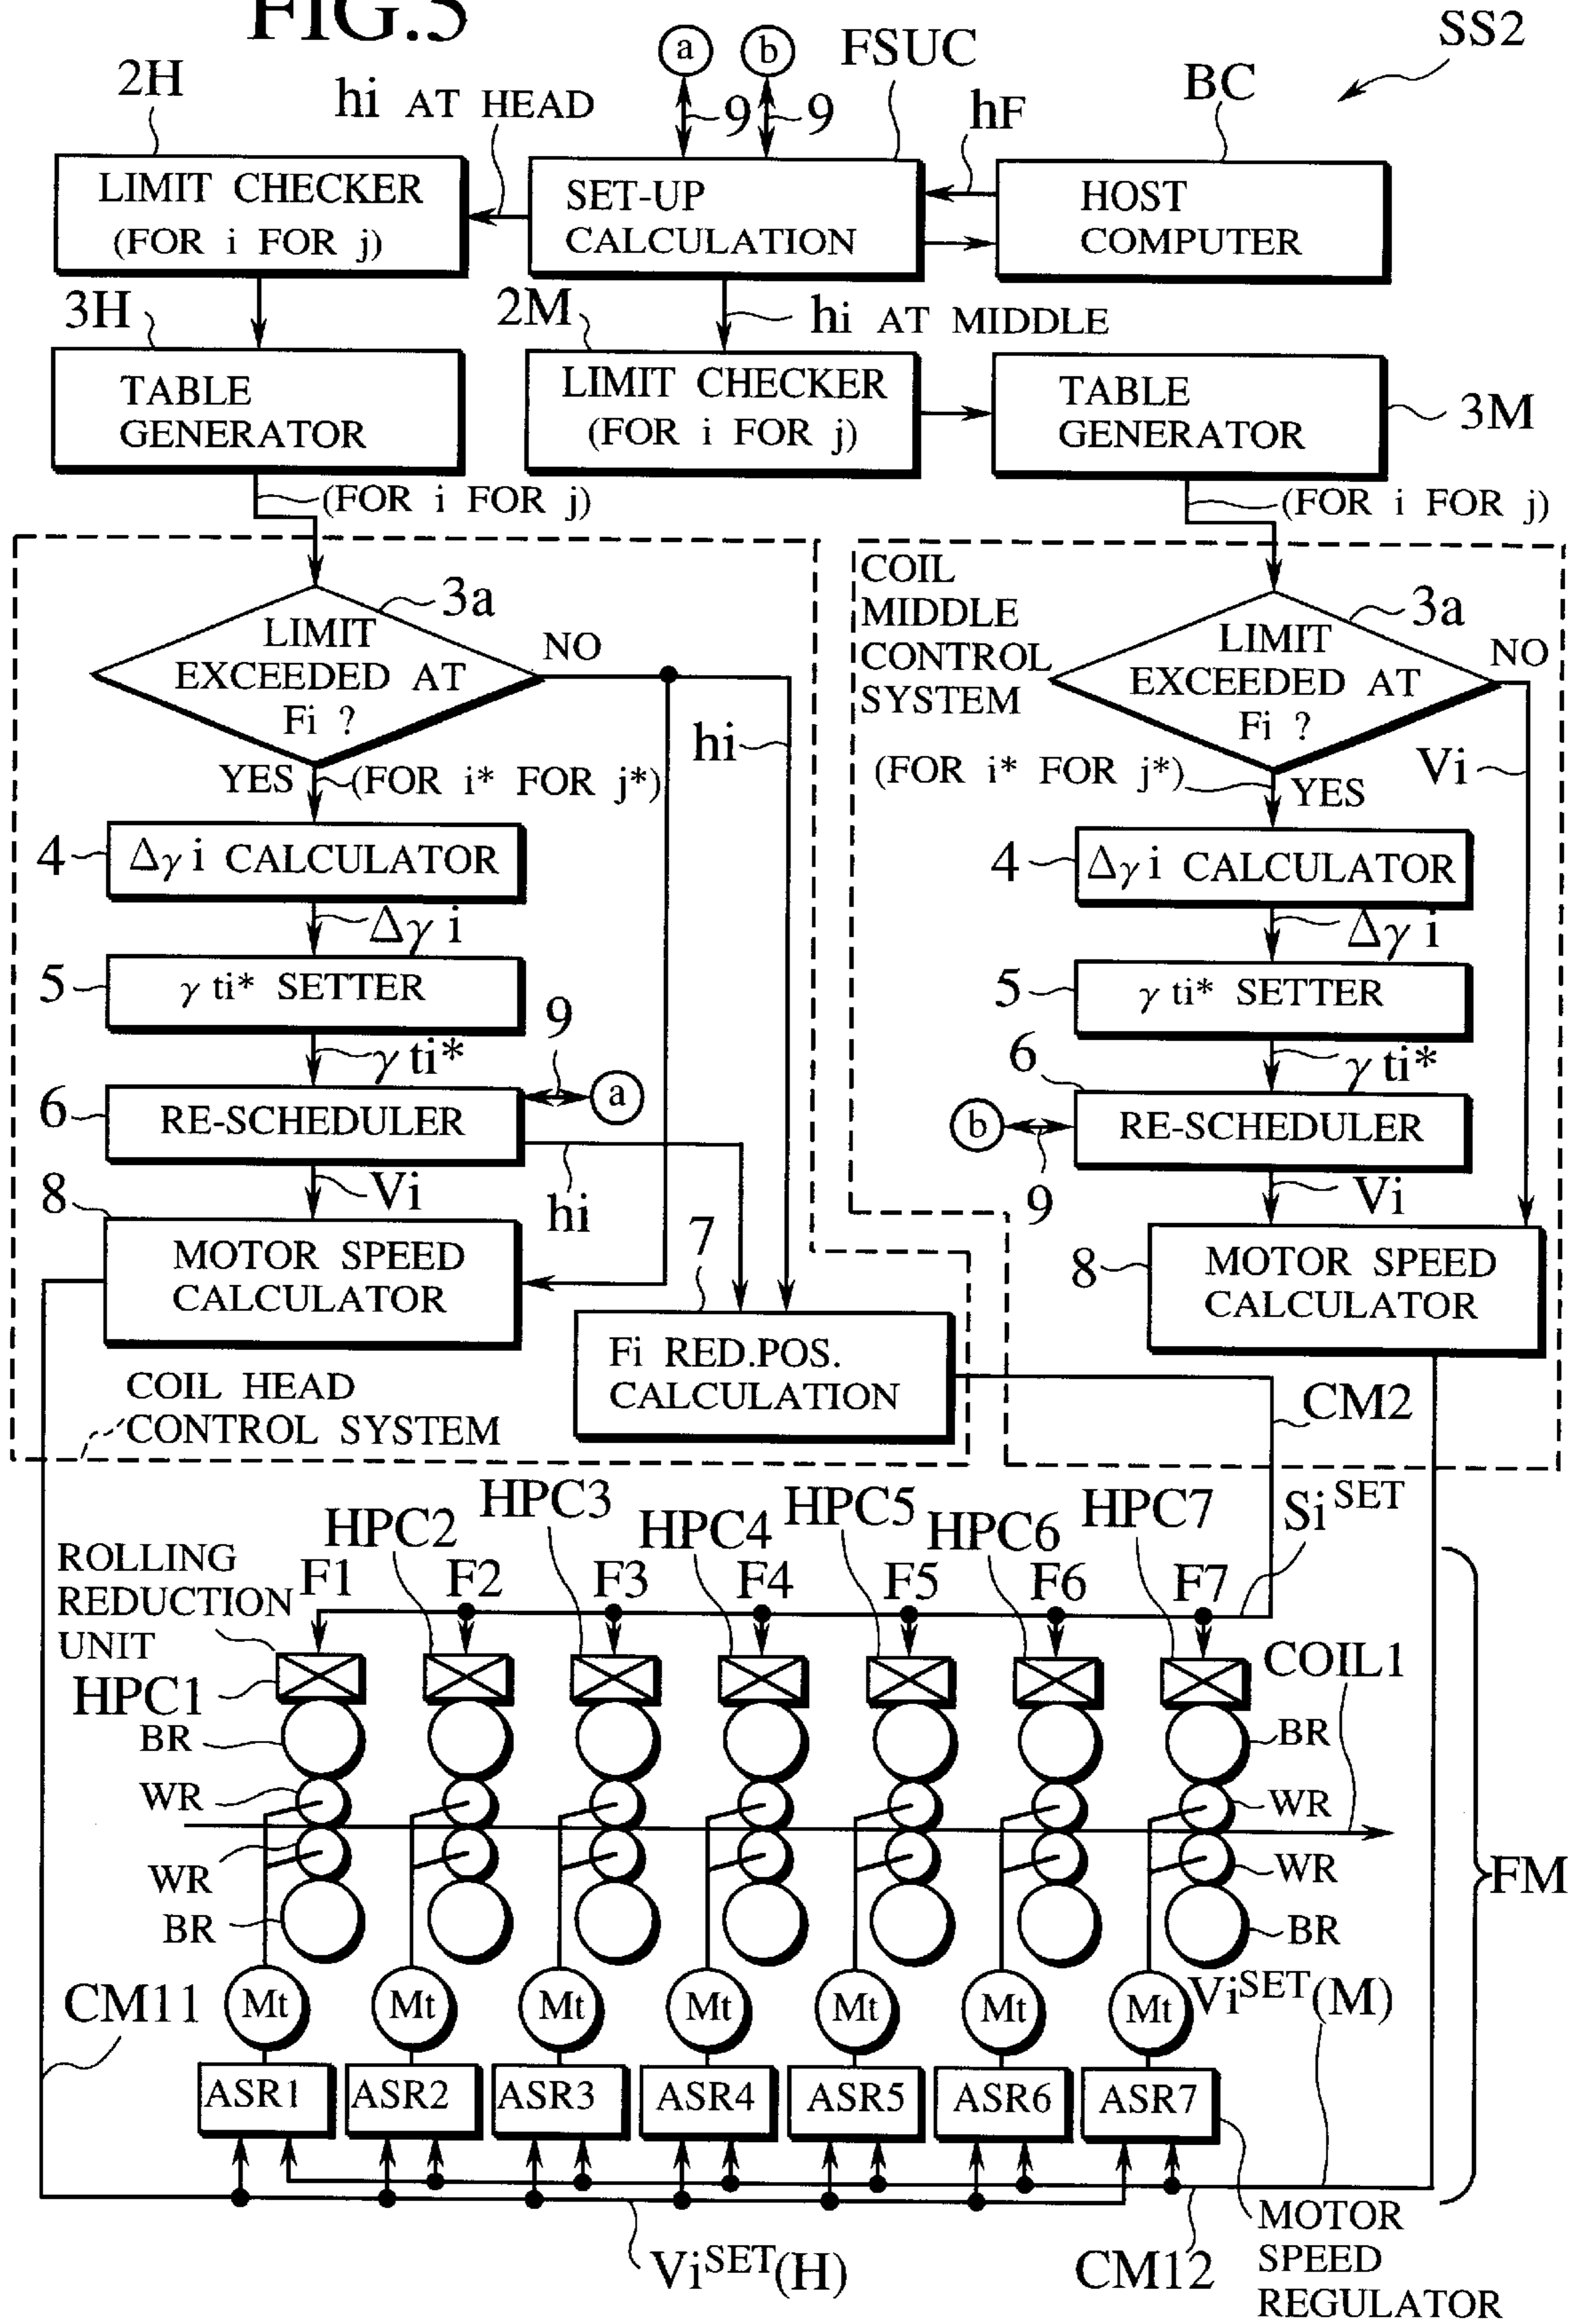 FIG.5
SS2
a
b
FSUC
BC
2H
hi AT HEAD
9
9
hF
LIMIT CHECKER
(FOR i FOR j)
SET-UP
CALCULATION
HOST
COMPUTER
3H
2M
hi AT MIDDLE
TABLE
GENERATOR
LIMIT CHECKER
(FOR i FOR j)
TABLE
GENERATOR
3M
(FOR i FOR j)
(FOR i FOR j)
COIL
MIDDLE
CONTROL
SYSTEM
3a
LIMIT
EXCEEDED AT
Fi ?
NO
3a
LIMIT
EXCEEDED AT
Fi ?
NO
hi
Vi
YES
(FOR i* FOR j*)
(FOR i* FOR j*)
YES
4
Δγ i CALCULATOR
4
Δγ i CALCULATOR
Δγ i
Δγ i
5
γ ti* SETTER
5
γ ti* SETTER
9
γ ti*
6
γ ti*
6
RE-SCHEDULER
a
b
RE-SCHEDULER
8
Vi
hi
9
Vi
7
MOTOR SPEED
CALCULATOR
8
MOTOR SPEED
CALCULATOR
Fi RED.POS.
CALCULATION
COIL HEAD
CONTROL SYSTEM
CM2
HPC2
HPC3
HPC4
HPC5
HPC6
HPC7
Si SET
ROLLING
REDUCTION
UNIT
F1
F2
F3
F4
F5
F6
F7
HPC1
COIL1
BR
BR
WR
WR
WR
WR
BR
BR
FM
CM11
Mt
Mt
Mt
Mt
Mt
Mt
Mt
Vi SET (M)
ASR1
ASR2
ASR3
ASR4
ASR5
ASR6
ASR7
Vi SET (H)
CM12
MOTOR
SPEED
REGULATOR